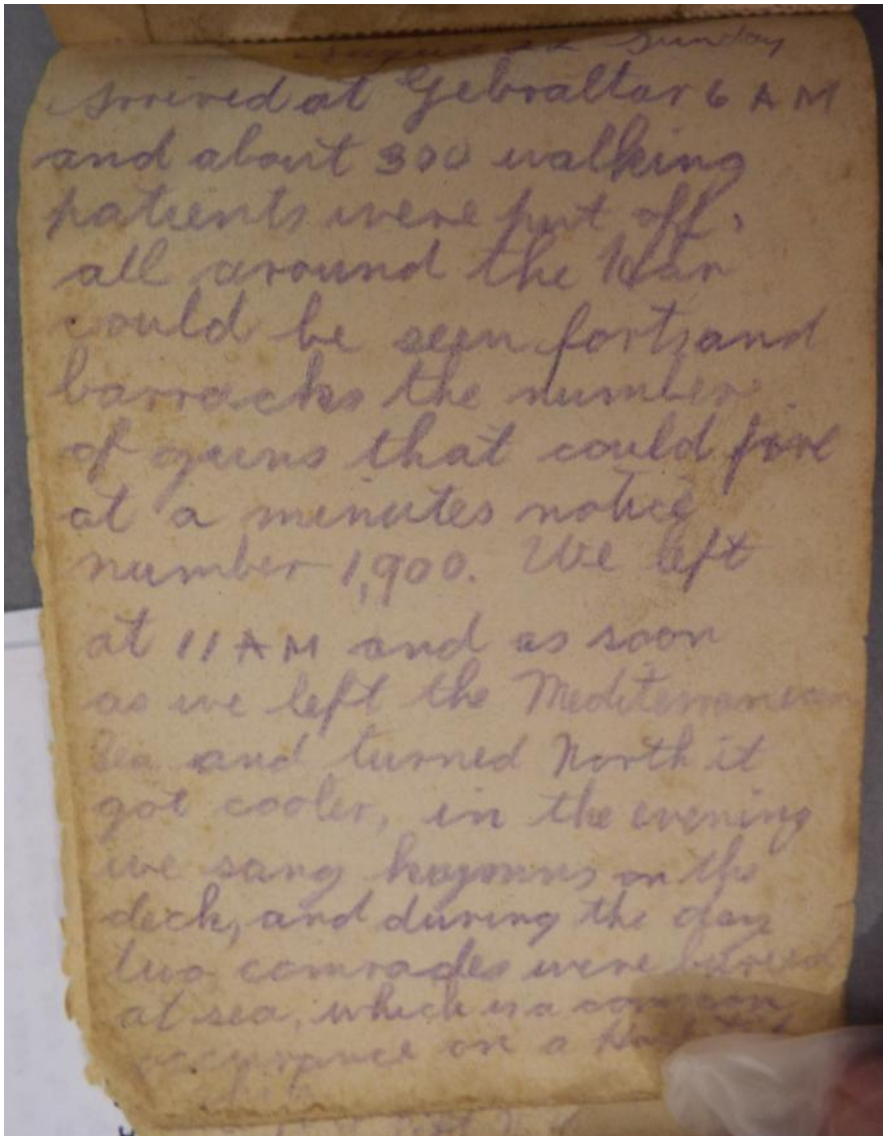 August 22 Sunday
Arrived at Gebraltar 6 AM
and about 300 walking
patients were put off,
all around the
could be seen forts and
barracks the number
of guns that could fire
at a minutes notice
number 1,900. We left
at 11 AM and as soon
as we left the Mediterranean
Sea and turned North it
got cooler, in the evening
we sang hymns on the
deck, and during the day
two comrades were buried
at sea, which is a common
occurance on a